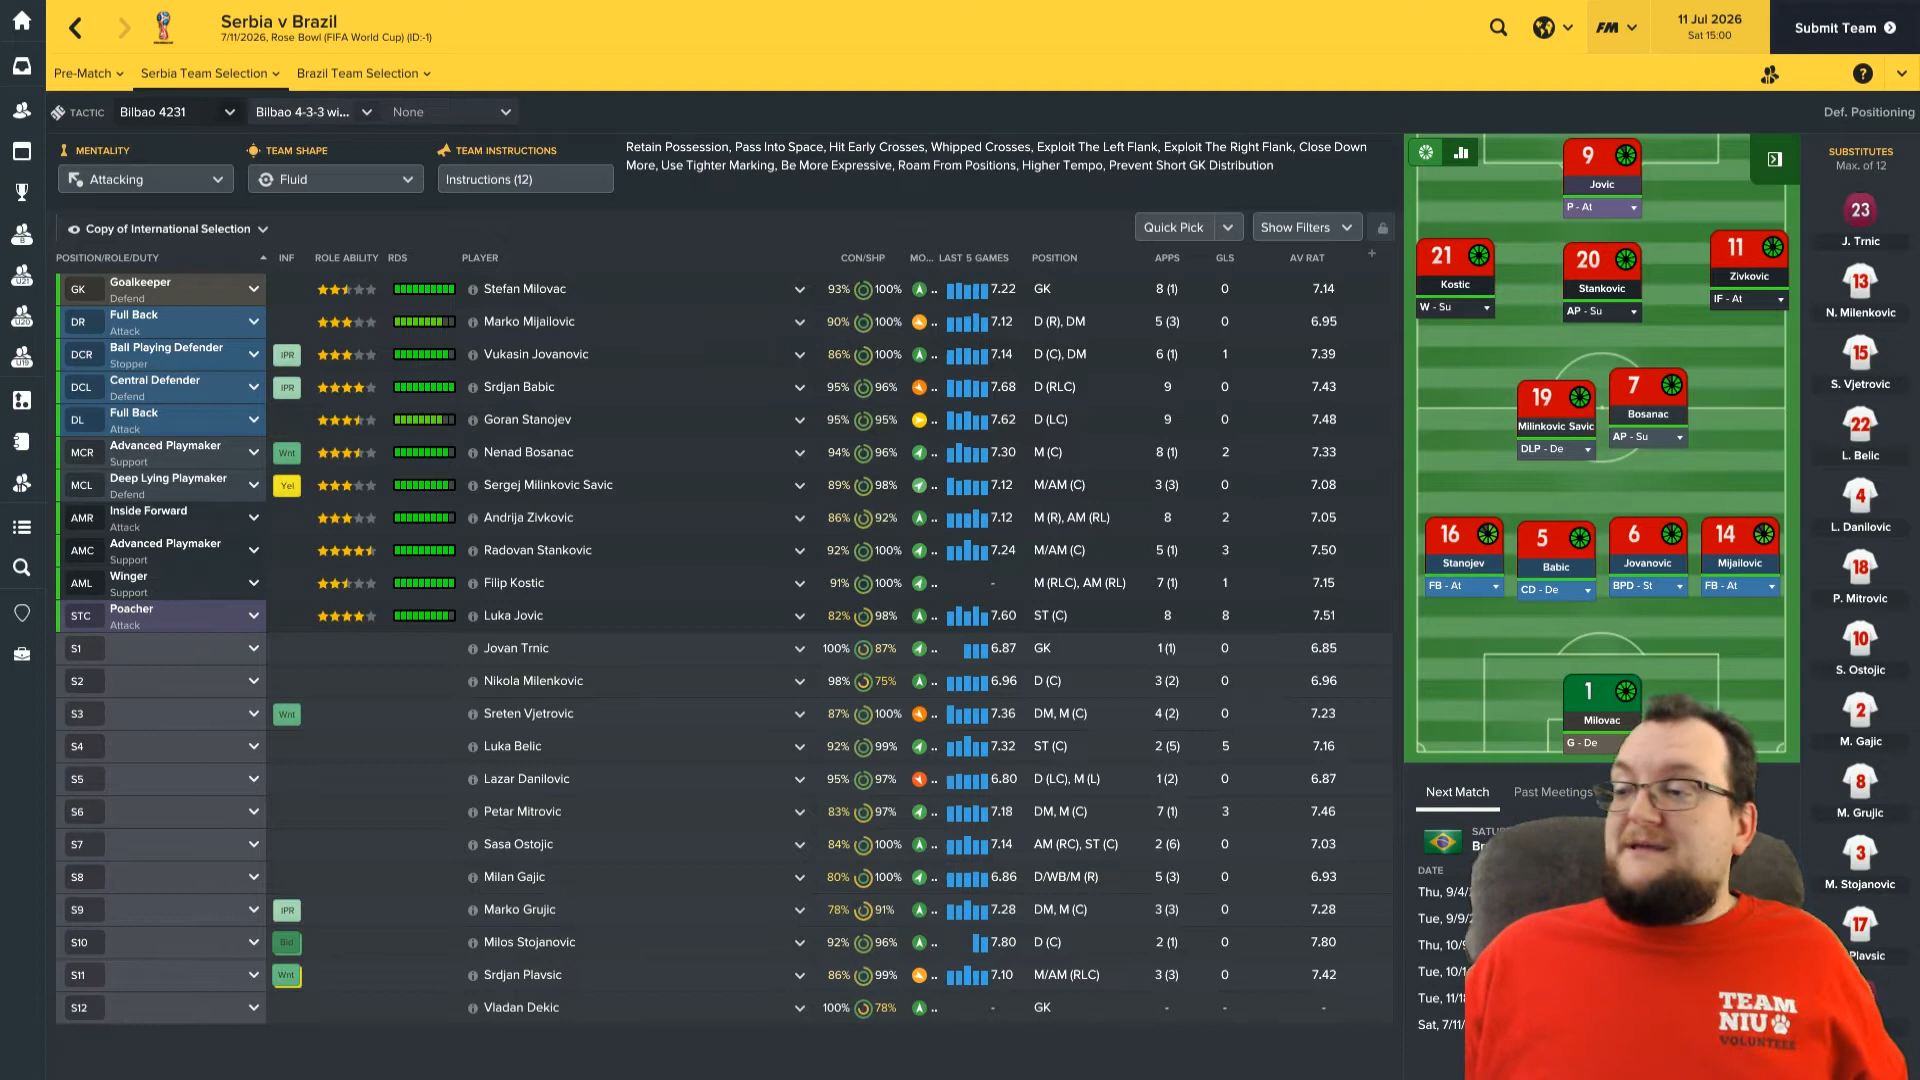 Serbia v Brazil
7/11/2026, Rose Bowl (FIFA World Cup) (ID:-1)
FM
11 Jul 2026
Sat 15:00
Submit Team
Pre-Match
Serbia Team Selection
Brazil Team Selection
TACTIC
Bilbao 4231
Bilbao 4-3-3 wi...
None
Def. Positioning
MENTALITY
TEAM SHAPE
TEAM INSTRUCTIONS
Attacking
Fluid
Instructions (12)
Retain Possession, Pass Into Space, Hit Early Crosses, Whipped Crosses, Exploit The Left Flank, Exploit The Right Flank, Close Down
More, Use Tighter Marking, Be More Expressive, Roam From Positions, Higher Tempo, Prevent Short GK Distribution
Copy of International Selection
Quick Pick
Show Filters
POSITION/ROLE/DUTY INF ROLE ABILITY RDS PLAYER CON/SHP MO... LAST 5 GAMES POSITION APPS GLS AV RAT
GK Goalkeeper Defend Stefan Milovac 93% 100% .. 7.22 GK 8 (1) 0 7.14
DR Full Back Attack Marko Mijailovic 90% 100% .. 7.12 D (R), DM 5 (3) 0 6.95
DCR Ball Playing Defender Stopper IPR Vukasin Jovanovic 86% 100% .. 7.14 D (C), DM 6 (1) 1 7.39
DCL Central Defender Defend IPR Srdjan Babic 95% 96% .. 7.68 D (RLC) 9 0 7.43
DL Full Back Attack Goran Stanojev 95% 95% .. 7.62 D (LC) 9 0 7.48
MCR Advanced Playmaker Support Wnt Nenad Bosanac 94% 96% .. 7.30 M (C) 8 (1) 2 7.33
MCL Deep Lying Playmaker Defend Yel Sergej Milinkovic Savic 89% 98% .. 7.12 M/AM (C) 3 (3) 0 7.08
AMR Inside Forward Attack Andrija Zivkovic 86% 92% .. 7.12 M (R), AM (RL) 8 2 7.05
AMC Advanced Playmaker Support Radovan Stankovic 92% 100% .. 7.24 M/AM (C) 5 (1) 3 7.50
AML Winger Support Filip Kostic 91% 100% .. - M (RLC), AM (RL) 7 (1) 1 7.15
STC Poacher Attack Luka Jovic 82% 98% .. 7.60 ST (C) 8 8 7.51
S1 Jovan Trnic 100% 87% .. 6.87 GK 1 (1) 0 6.85
S2 Nikola Milenkovic 98% 75% .. 6.96 D (C) 3 (2) 0 6.96
S3 Wnt Sreten Vjetrovic 87% 100% .. 7.36 DM, M (C) 4 (2) 0 7.23
S4 Luka Belic 92% 99% .. 7.32 ST (C) 2 (5) 5 7.16
S5 Lazar Danilovic 95% 97% .. 6.80 D (LC), M (L) 1 (2) 0 6.87
S6 Petar Mitrovic 83% 97% .. 7.18 DM, M (C) 7 (1) 3 7.46
S7 Sasa Ostojic 84% 100% .. 7.14 AM (RC), ST (C) 2 (6) 0 7.03
S8 Milan Gajic 80% 100% .. 6.86 D/WB/M (R) 5 (3) 0 6.93
S9 IPR Marko Grujic 78% 91% .. 7.28 DM, M (C) 3 (3) 0 7.28
S10 Bid Milos Stojanovic 92% 96% .. 7.80 D (C) 2 (1) 0 7.80
S11 Wnt Srdjan Plavsic 86% 99% .. 7.10 M/AM (RLC) 3 (3) 0 7.42
S12 Vladan Dekic 100% 78% .. - GK - - -
9
Jovic
P - At
21
Kostic
W - Su
20
Stankovic
AP - Su
11
Zivkovic
IF - At
19
Milinkovic Savic
DLP - De
7
Bosanac
AP - Su
16
Stanojev
FB - At
5
Babic
CD - De
6
Jovanovic
BPD - St
14
Mijailovic
FB - At
1
Milovac
G - De
Next Match
Past Meetings
DATE
Thu, 9/4/
Tue, 9/9/
Thu, 10/9
Tue, 10/1
Tue, 11/18
Sat, 7/11/
SUBSTITUTES
Max. of 12
23
J. Trnic
13
N. Milenkovic
15
S. Vjetrovic
22
L. Belic
4
L. Danilovic
18
P. Mitrovic
10
S. Ostojic
2
M. Gajic
8
M. Grujic
3
M. Stojanovic
17
Plavsic
TEAM
NIU
VOLUNTEER